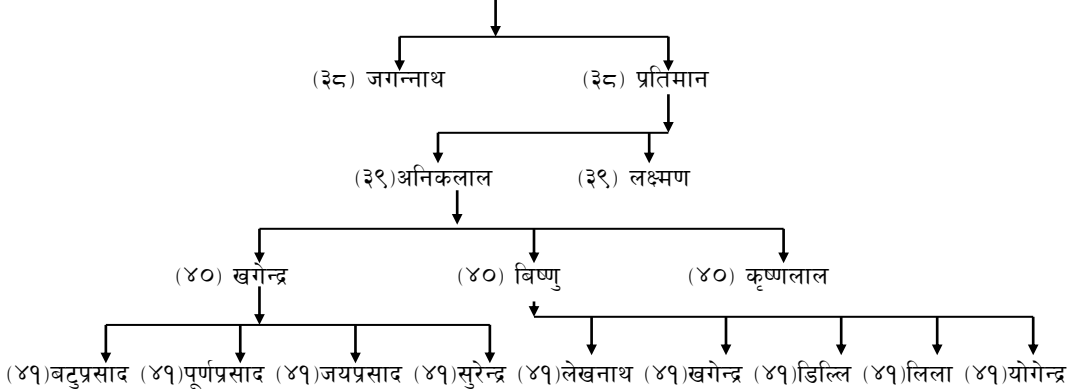 (३८) जगन्नाथ (३८) प्रतिमान
(३९)अनिकलाल (३९) लक्ष्मण
(४०) खगेन्द्र (४०) बिष्णु (४०) कृष्णलाल
(४१)बटुप्रसाद (४१)पूर्णप्रसाद (४१)जयप्रसाद (४१)सुरेन्द्र (४१)लेखनाथ (४१)खगेन्द्र (४१)डिल्लि (४१)लिला (४१)योगेन्द्र